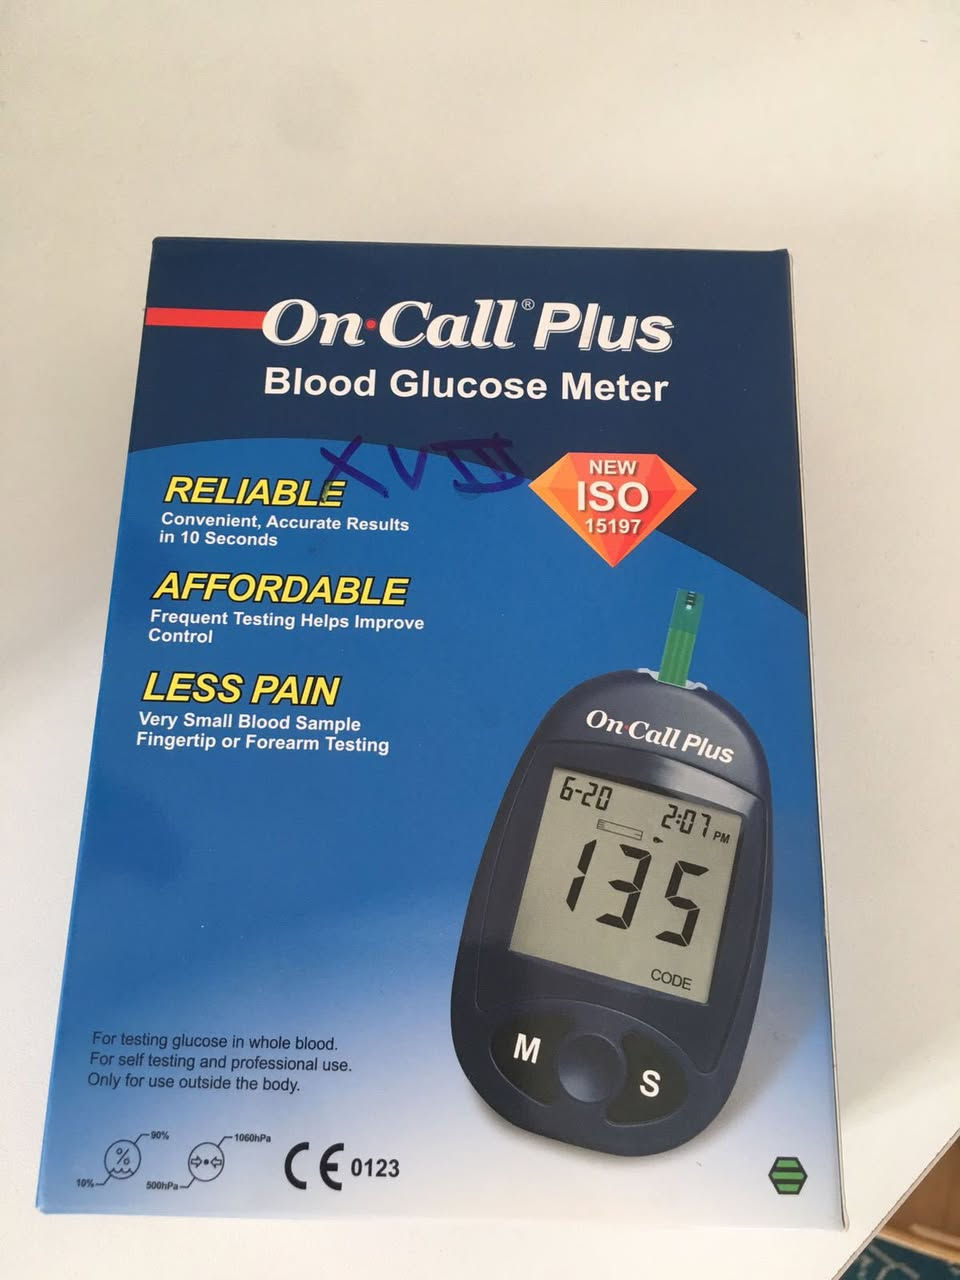 On·Call® Plus
Blood Glucose Meter
RELIABLE
Convenient, Accurate Results
in 10 Seconds
NEW
ISO
15197
AFFORDABLE
Frequent Testing Helps Improve
Control
LESS PAIN
Very Small Blood Sample
Fingertip or Forearm Testing
On·Call Plus
6-20 2:07 PM
135
CODE
M S
For testing glucose in whole blood.
For self testing and professional use.
Only for use outside the body.
% 90%
10%
1060hPa
500hPa
CE 0123